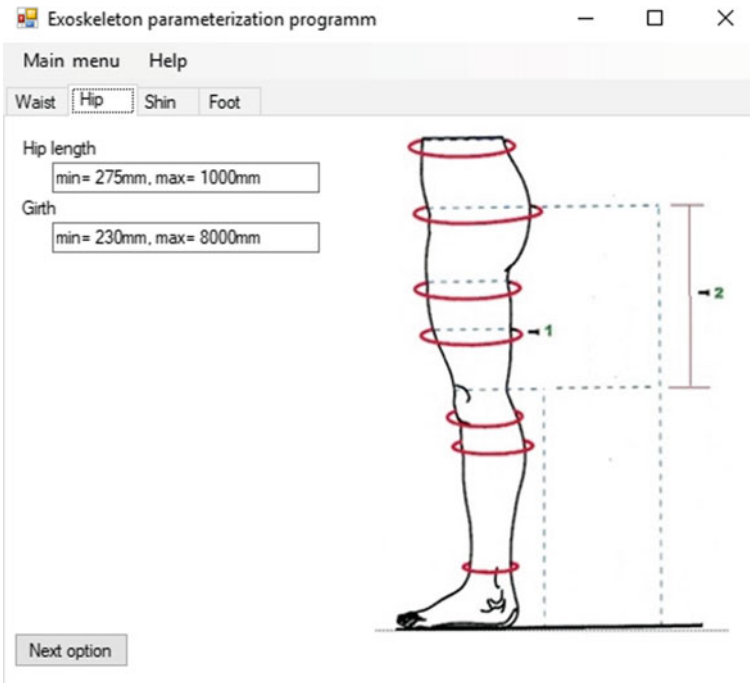 Exoskeleton parameterization programm
Main menu Help
Waist Hip Shin Foot
Hip length
min= 275mm, max= 1000mm
Girth
min= 230mm, max= 8000mm
2
1
Next option